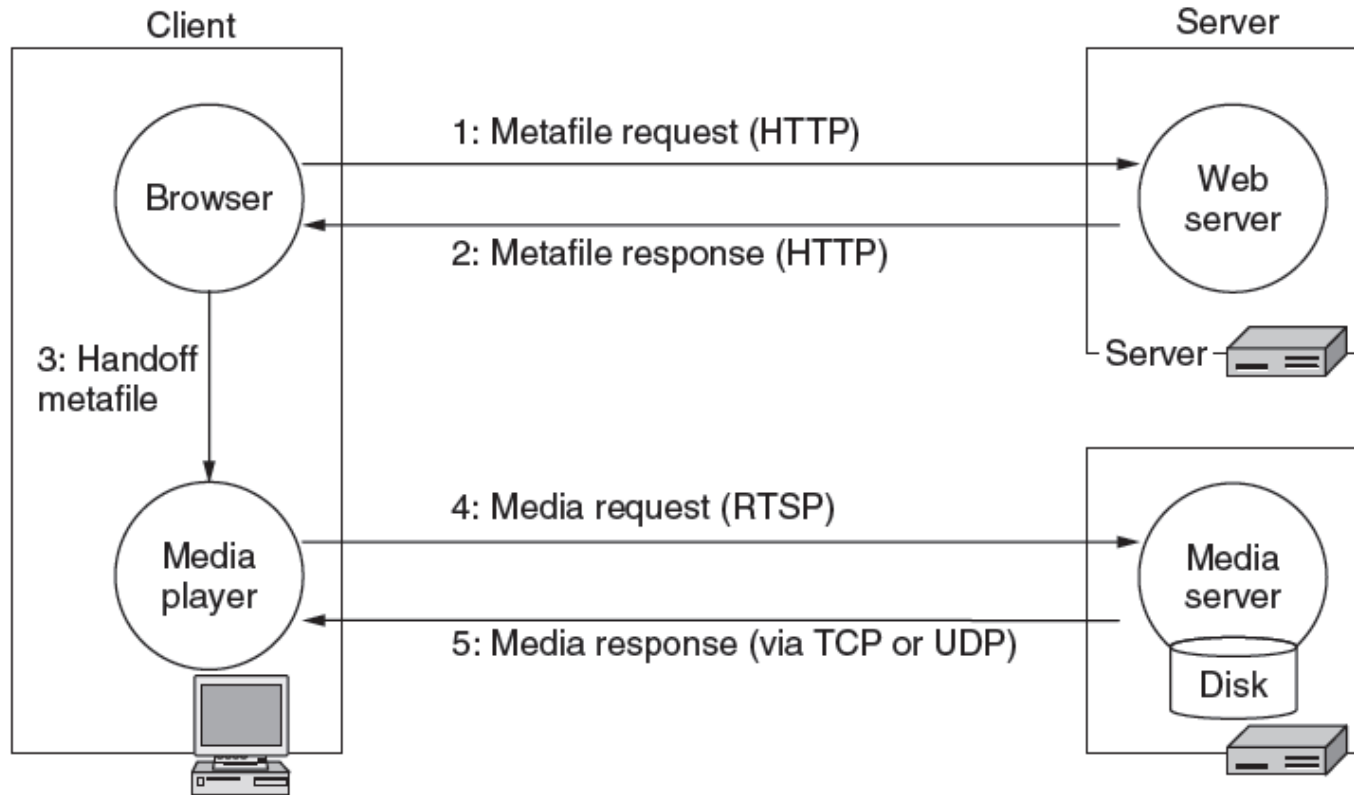 Client
Server
1: Metafile request (HTTP)
Browser
Web
server
2: Metafile response (HTTP)
3: Handoff
metafile
Server
4: Media request (RTSP)
Media
player
Media
server
5: Media response (via TCP or UDP)
Disk